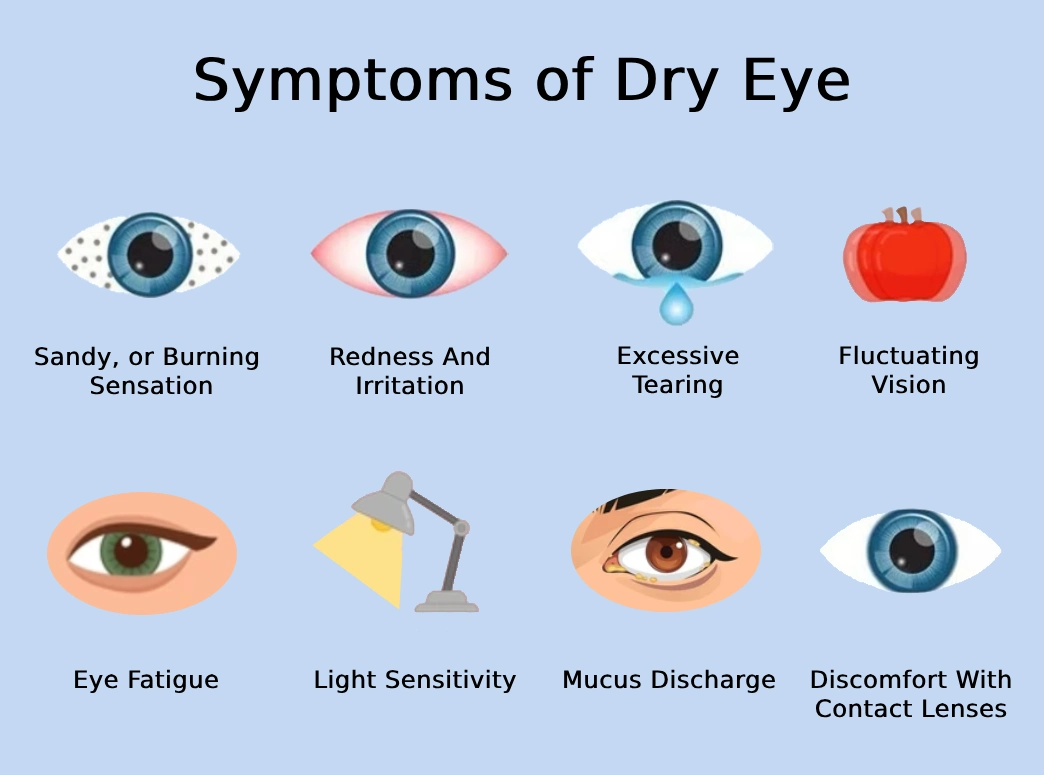 Symptoms of Dry Eye
Sandy, or Burning
Sensation
Redness And
Irritation
Excessive
Tearing
Fluctuating
Vision
Eye Fatigue
Light Sensitivity
Mucus Discharge
Discomfort With
Contact Lenses